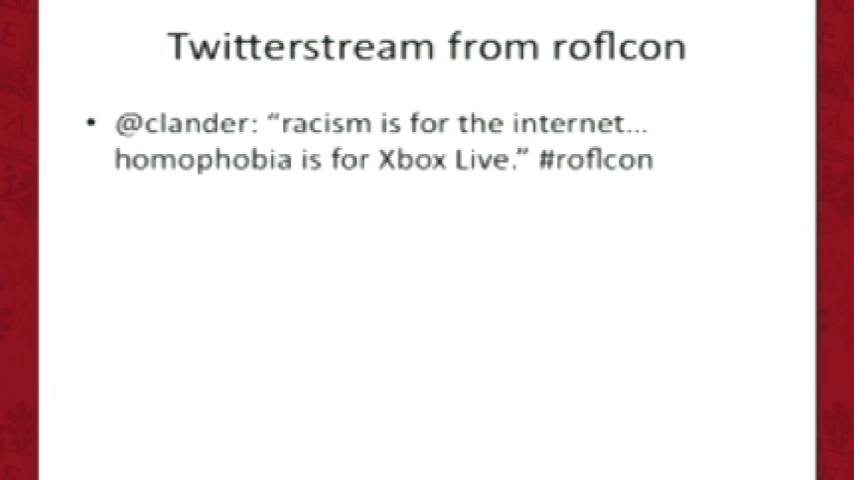 Twitterstream from roflcon
• @clander: “racism is for the internet...
homophobia is for Xbox Live.” #roflcon